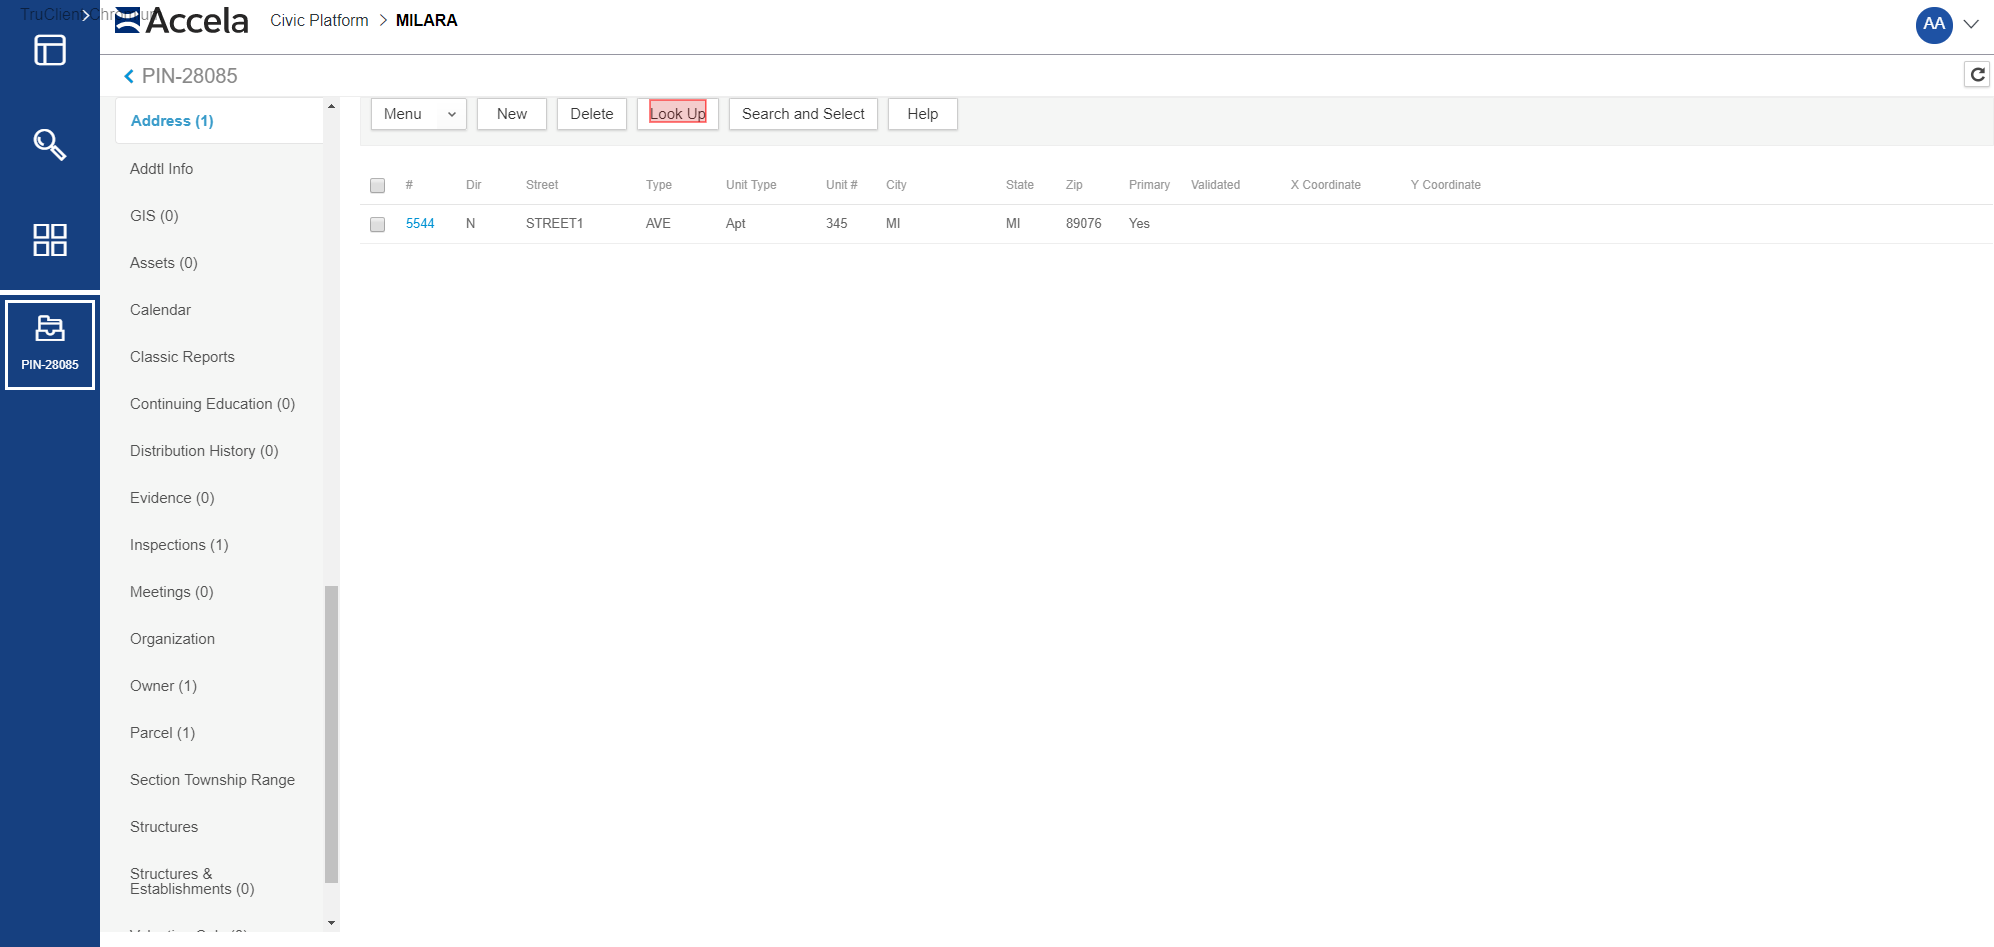 TruClient Chromium
Accela
Civic Platform > MILARA
AA
PIN-28085
PIN-28085
Address (1)
Addtl Info
GIS (0)
Assets (0)
Calendar
Classic Reports
Continuing Education (0)
Distribution History (0)
Evidence (0)
Inspections (1)
Meetings (0)
Organization
Owner (1)
Parcel (1)
Section Township Range
Structures
Structures &
Establishments (0)
Menu New Delete Look Up Search and Select Help
# Dir Street Type Unit Type Unit # City State Zip Primary Validated X Coordinate Y Coordinate
5544 N STREET1 AVE Apt 345 MI MI 89076 Yes